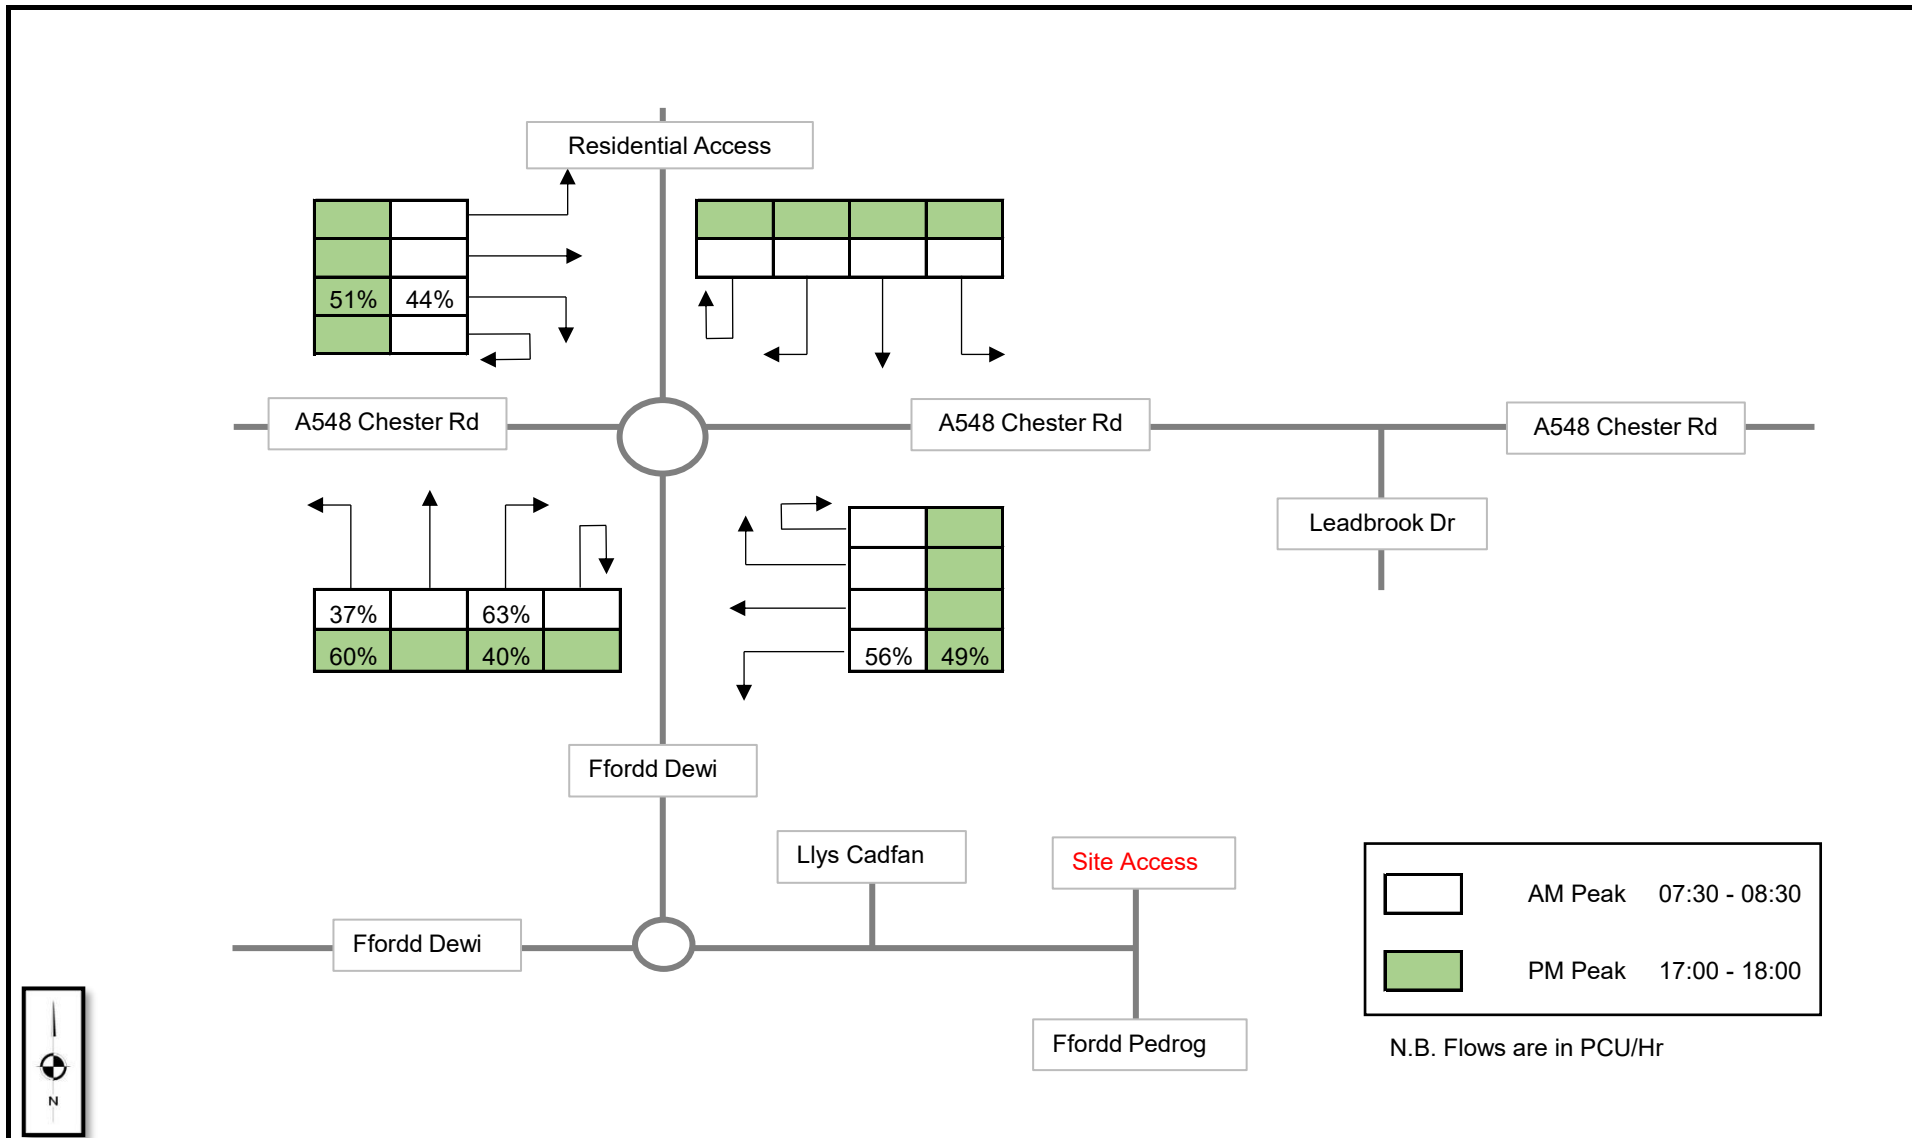 Residential Access
51% 44%
A548 Chester Rd
A548 Chester Rd
A548 Chester Rd
Leadbrook Dr
37% 63%
60% 40%
56% 49%
Ffordd Dewi
Llys Cadfan
Site Access
Ffordd Dewi
Ffordd Pedrog
AM Peak 07:30 - 08:30
PM Peak 17:00 - 18:00
N.B. Flows are in PCU/Hr
N